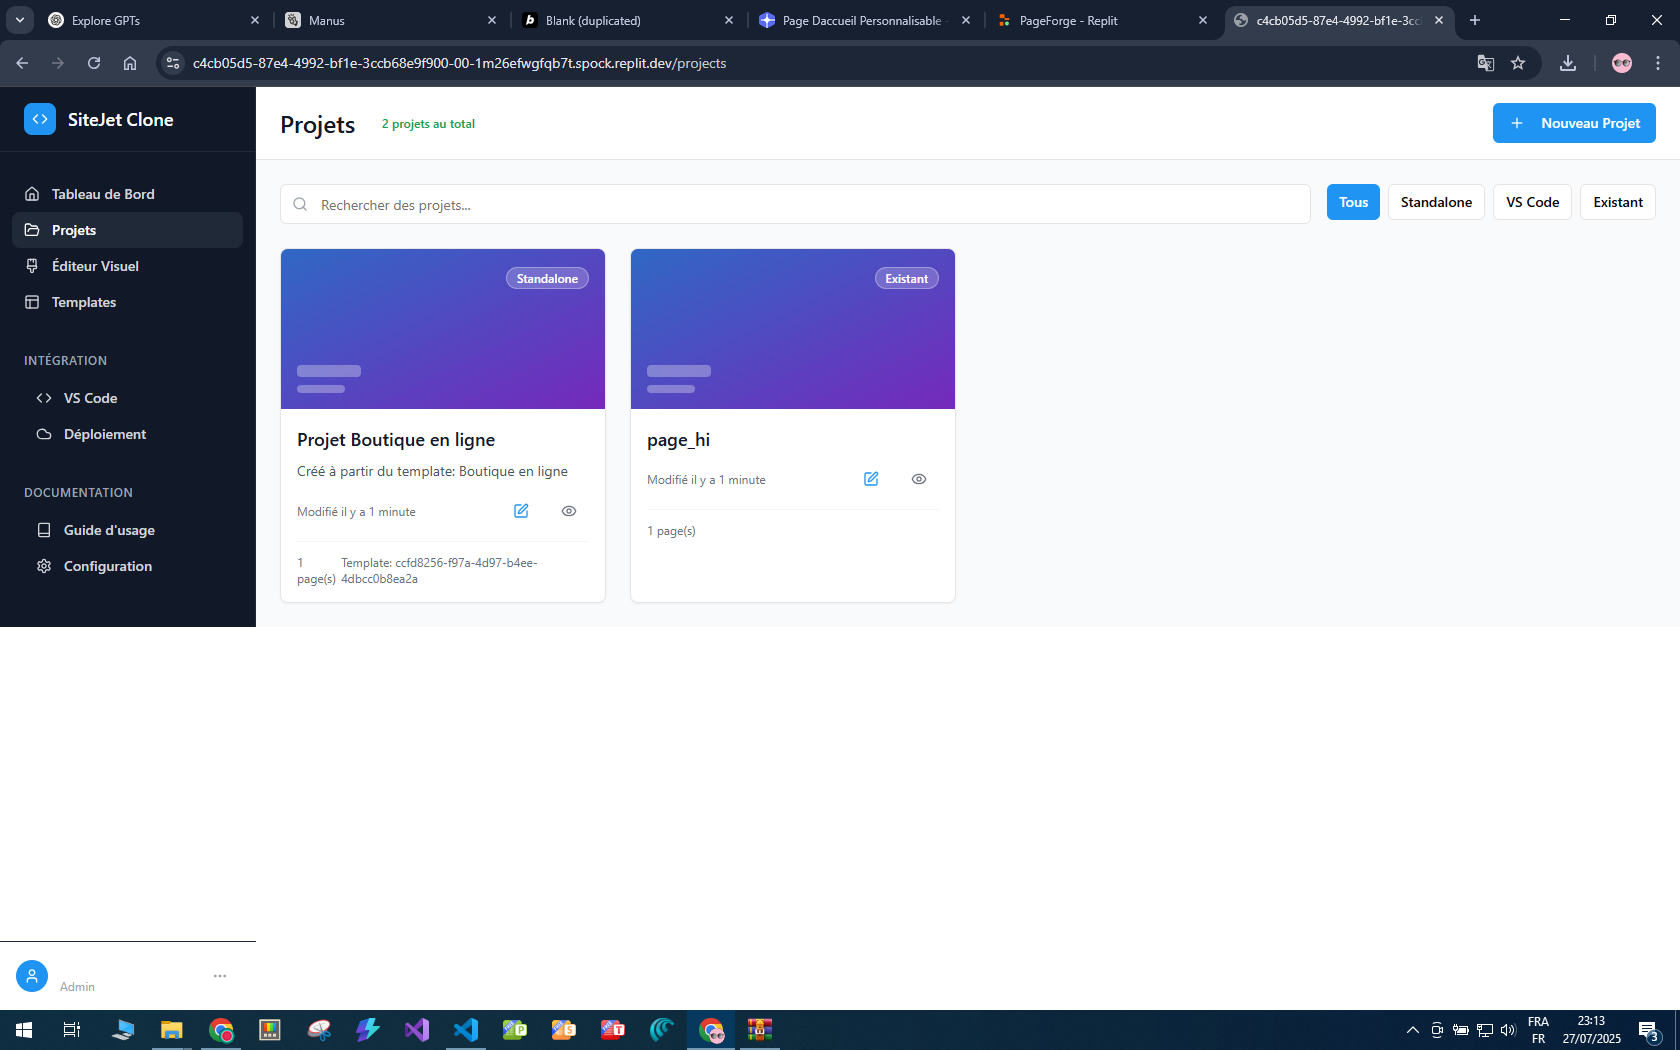 Explore GPTs
Manus
Blank (duplicated)
Page Daccueil Personnalisable
PageForge - Replit
c4cb05d5-87e4-4992-bf1e-3cc
c4cb05d5-87e4-4992-bf1e-3ccb68e9f900-00-1m26efwgfqb7t.spock.replit.dev/projects
SiteJet Clone
Projets
2 projets au total
Nouveau Projet
Tableau de Bord
Projets
Éditeur Visuel
Templates
INTÉGRATION
VS Code
Déploiement
DOCUMENTATION
Guide d'usage
Configuration
Rechercher des projets...
Tous
Standalone
VS Code
Existant
Standalone
Projet Boutique en ligne
Créé à partir du template: Boutique en ligne
Modifié il y a 1 minute
1 page(s)
Template: ccfd8256-f97a-4d97-b4ee-
4dbcc0b8ea2a
Existant
page_hi
Modifié il y a 1 minute
1 page(s)
Admin
FRA
FR
23:13
27/07/2025
3